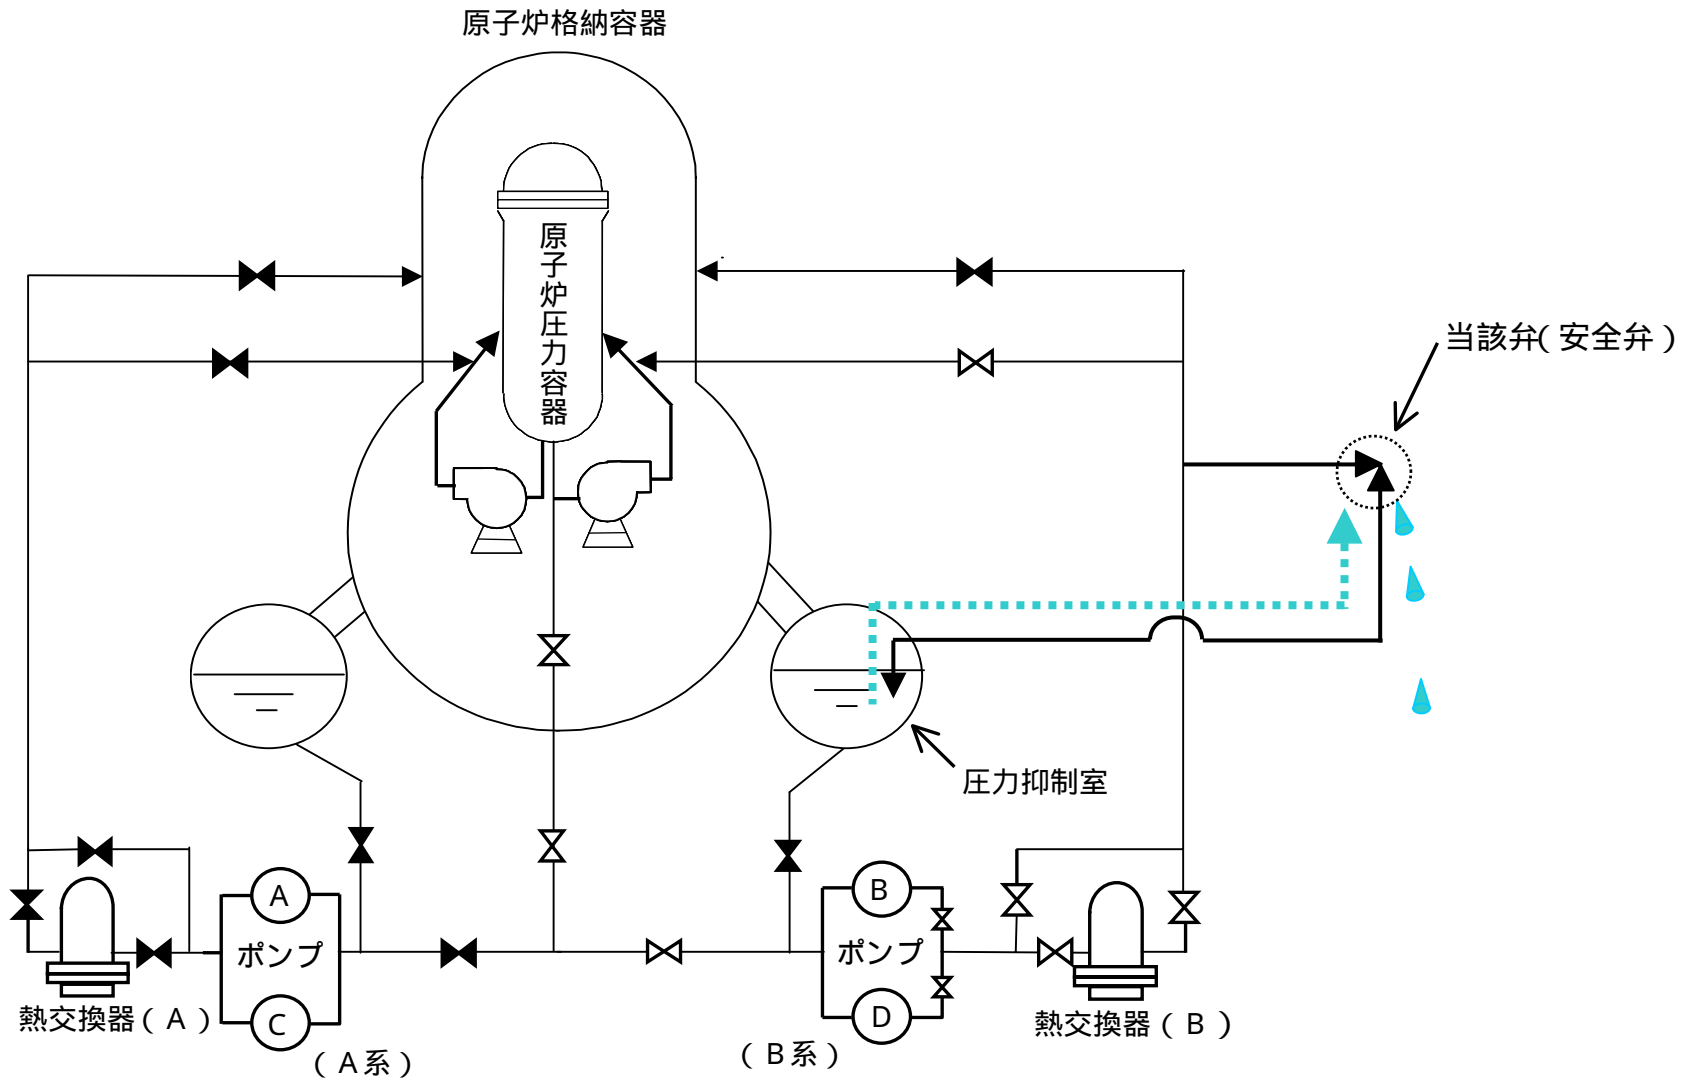 原子炉格納容器
原子炉圧力容器
当該弁(安全弁)
圧力抑制室
A
ポンプ
C
B
ポンプ
D
熱交換器(A)
(A系)
(B系)
熱交換器(B)